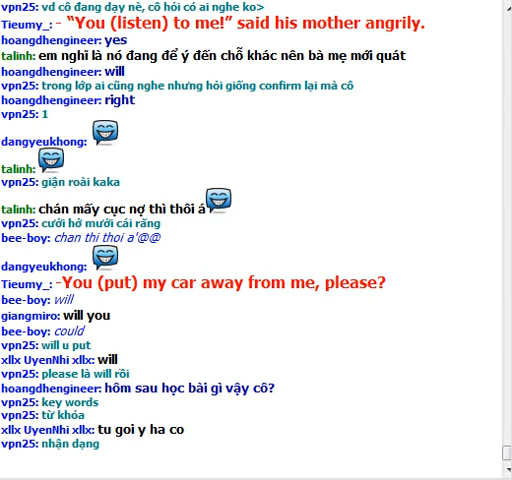 vpn25: vd cô đang dạy nè, cô hỏi có ai nghe ko>
Tieumy_: - “You (listen) to me!” said his mother angrily.
hoangdhengineer: yes
talinh: em nghĩ là nó đang để ý đến chỗ khác nên bà mẹ mới quát
hoangdhengineer: will
vpn25: trong lớp ai cũng nghe nhưng hỏi giống confirm lại mà cô
hoangdhengineer: right
vpn25: 1
dangyeukhong:
talinh:
vpn25: giận roài kaka
talinh: chán mấy cục nợ thì thôi á
vpn25: cười hở mười cái răng
bee-boy: chan thi thoi a'@@
dangyeukhong:
Tieumy_: -You (put) my car away from me, please?
bee-boy: will
giangmiro: will you
bee-boy: could
vpn25: will u put
xllx UyenNhi xllx: will
vpn25: please là will rồi
hoangdhengineer: hôm sau học bài gì vậy cô?
vpn25: key words
vpn25: từ khóa
xllx UyenNhi xllx: tu goi y ha co
vpn25: nhận dạng